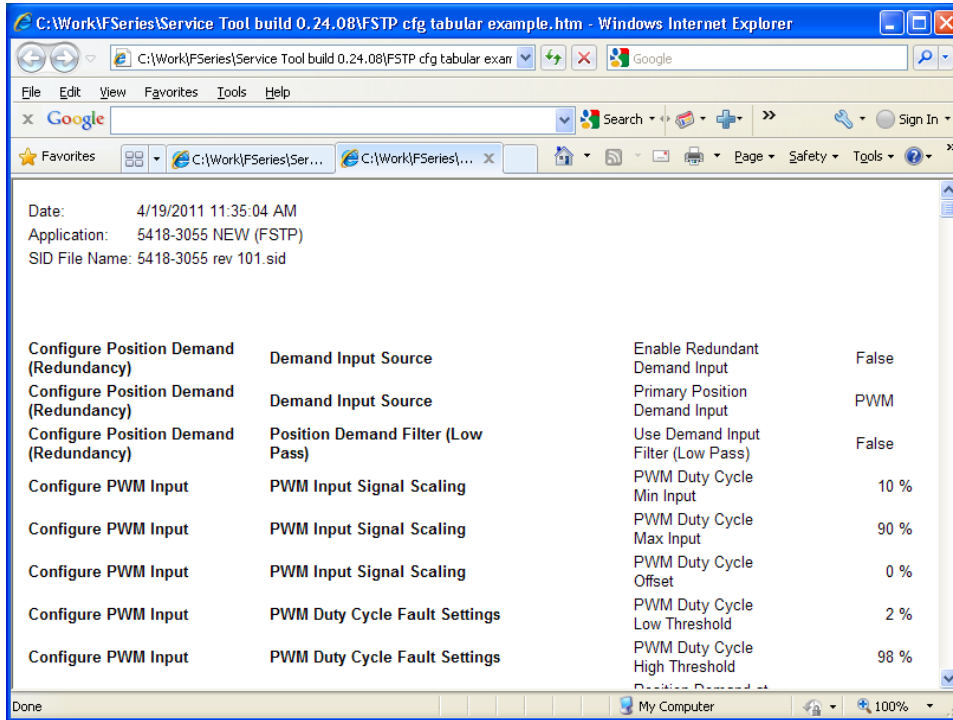 C:\Work\FSeries\Service Tool build 0.24.08\FSTP cfg tabular example.htm - Windows Internet Explorer
C:\Work\FSeries\Service Tool build 0.24.08\FSTP cfg tabular exam
Google
File Edit View Favorites Tools Help
x Google Search » Sign In
Favorites C:\Work\FSeries\Ser... C:\Work\FSeries\... X Page Safety Tools »
Date: 4/19/2011 11:35:04 AM
Application: 5418-3055 NEW (FSTP)
SID File Name: 5418-3055 rev 101.sid
Configure Position Demand
(Redundancy)
Demand Input Source
Enable Redundant
Demand Input
False
Configure Position Demand
(Redundancy)
Demand Input Source
Primary Position
Demand Input
PWM
Configure Position Demand
(Redundancy)
Position Demand Filter (Low
Pass)
Use Demand Input
Filter (Low Pass)
False
Configure PWM Input
PWM Input Signal Scaling
PWM Duty Cycle
Min Input
10 %
Configure PWM Input
PWM Input Signal Scaling
PWM Duty Cycle
Max Input
90 %
Configure PWM Input
PWM Input Signal Scaling
PWM Duty Cycle
Offset
0 %
Configure PWM Input
PWM Duty Cycle Fault Settings
PWM Duty Cycle
Low Threshold
2 %
Configure PWM Input
PWM Duty Cycle Fault Settings
PWM Duty Cycle
High Threshold
98 %
Position Demand at
Done My Computer 100%